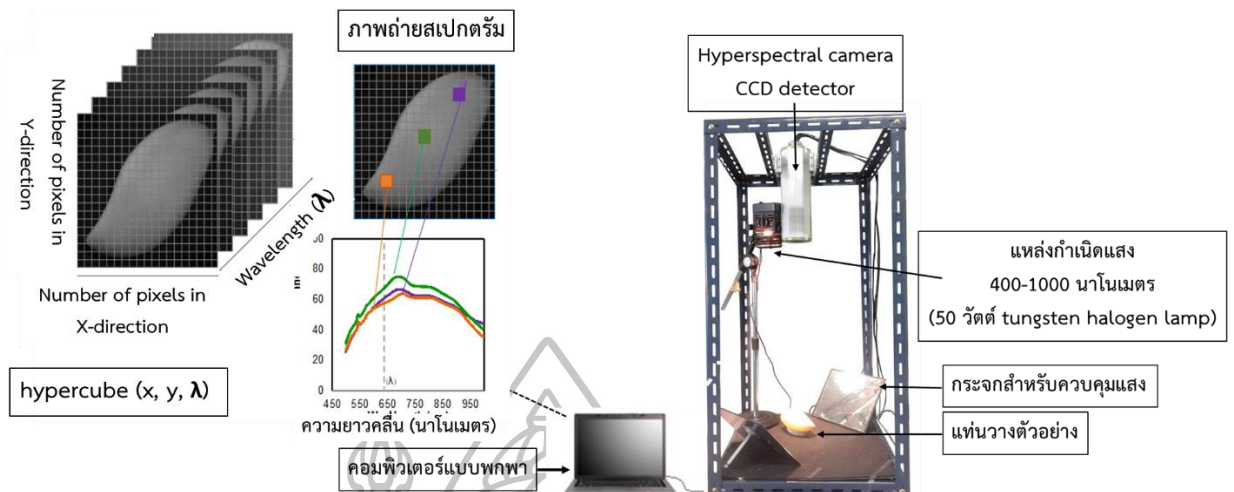 ภาพถ่ายสเปกตรัม
Number of pixels in
Y-direction
Wavelength (λ)
Number of pixels in
X-direction
hypercube (x, y, λ)
80
60
40
20
0
(λ)
450 550 650 750 850 950
ความยาวคลื่น (นาโนเมตร)
คอมพิวเตอร์แบบพกพา
Hyperspectral camera
CCD detector
แหล่งกำเนิดแสง
400-1000 นาโนเมตร
(50 วัตต์ tungsten halogen lamp)
กระจกสำหรับควบคุมแสง
แท่นวางตัวอย่าง